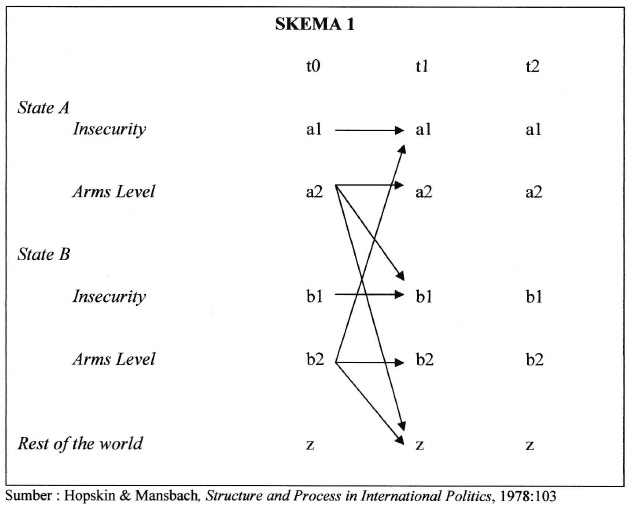 SKEMA 1
t0 t1 t2
State A
Insecurity a1 a1 a1
Arms Level a2 a2 a2
State B
Insecurity b1 b1 b1
Arms Level b2 b2 b2
Rest of the world z z z
Sumber : Hopskin & Mansbach, Structure and Process in International Politics, 1978:103